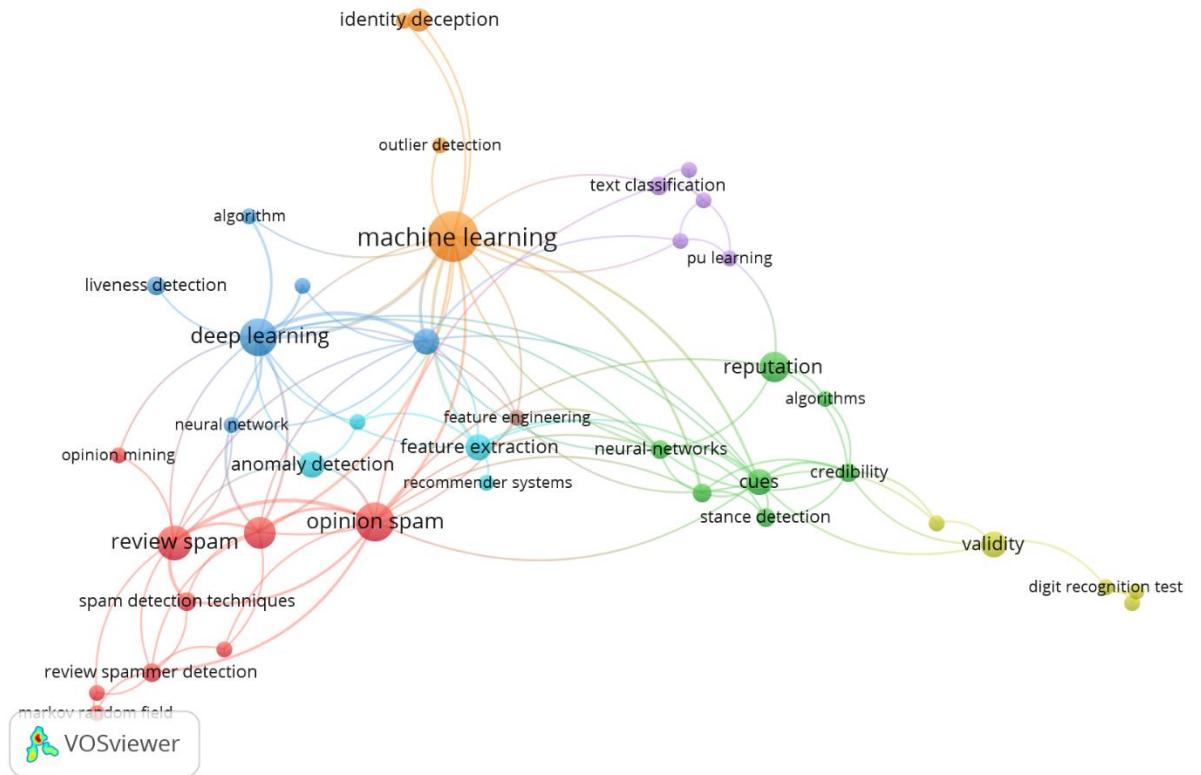 identity deception
outlier detection
text classification
algorithm
machine learning
pu learning
liveness detection
deep learning
reputation
algorithms
feature engineering
neural network
feature extraction
neural-networks
opinion mining
anomaly detection
credibility
recommender systems
cues
opinion spam
stance detection
review spam
validity
digit recognition test
spam detection techniques
review spammer detection
markov random field
VOSviewer